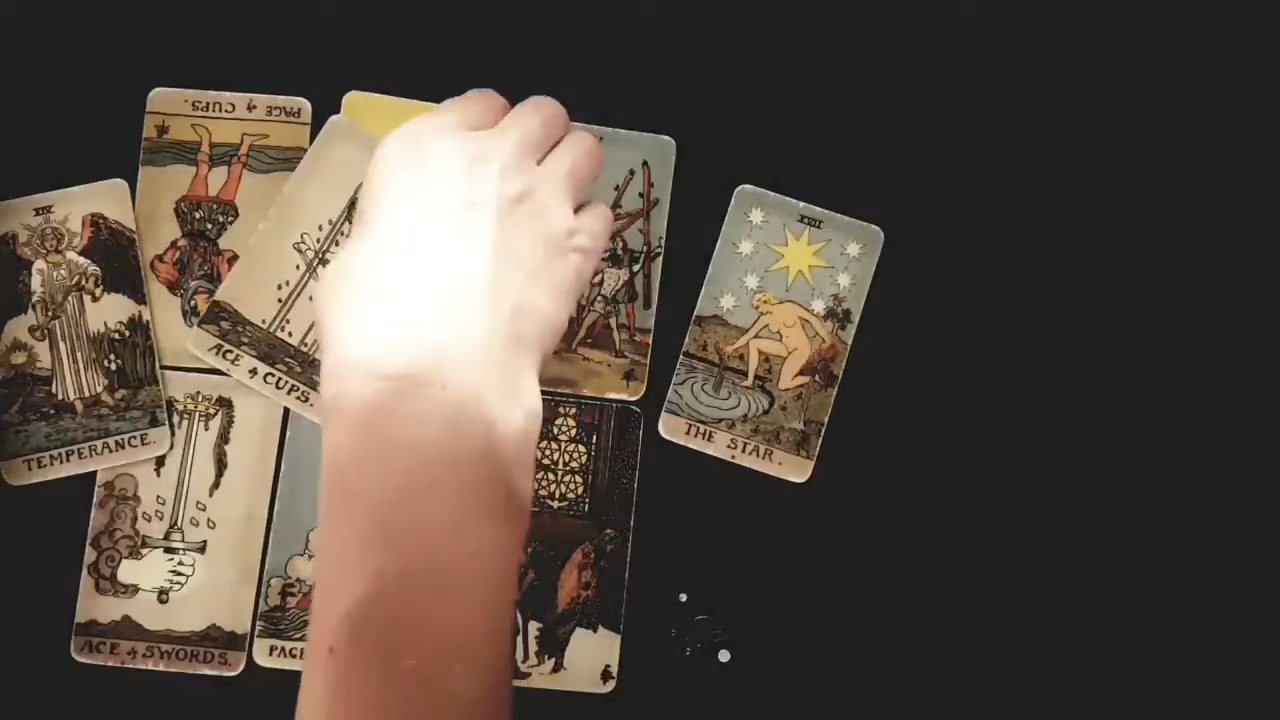 PAGE of CUPS.
XIV
XVII
ACE of CUPS.
TEMPERANCE.
THE STAR.
ACE of SWORDS.
PAGE